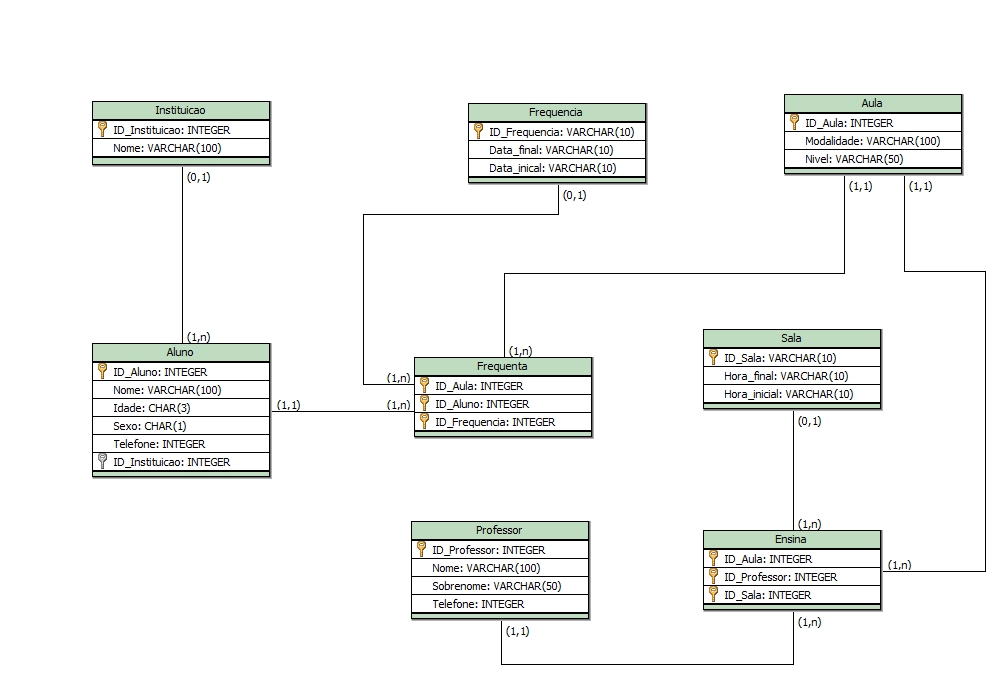 Instituicao
ID_Instituicao: INTEGER
Nome: VARCHAR(100)
(0,1)
Frequencia
ID_Frequencia: VARCHAR(10)
Data_final: VARCHAR(10)
Data_inical: VARCHAR(10)
(0,1)
Aula
ID_Aula: INTEGER
Modalidade: VARCHAR(100)
Nivel: VARCHAR(50)
(1,1)
(1,1)
(1,n)
Aluno
ID_Aluno: INTEGER
Nome: VARCHAR(100)
Idade: CHAR(3)
Sexo: CHAR(1)
Telefone: INTEGER
ID_Instituicao: INTEGER
(1,1)
(1,n)
(1,n)
(1,n)
Frequenta
ID_Aula: INTEGER
ID_Aluno: INTEGER
ID_Frequencia: INTEGER
Sala
ID_Sala: VARCHAR(10)
Hora_final: VARCHAR(10)
Hora_inicial: VARCHAR(10)
(0,1)
Professor
ID_Professor: INTEGER
Nome: VARCHAR(100)
Sobrenome: VARCHAR(50)
Telefone: INTEGER
(1,1)
(1,n)
Ensina
ID_Aula: INTEGER
ID_Professor: INTEGER
ID_Sala: INTEGER
(1,n)
(1,n)